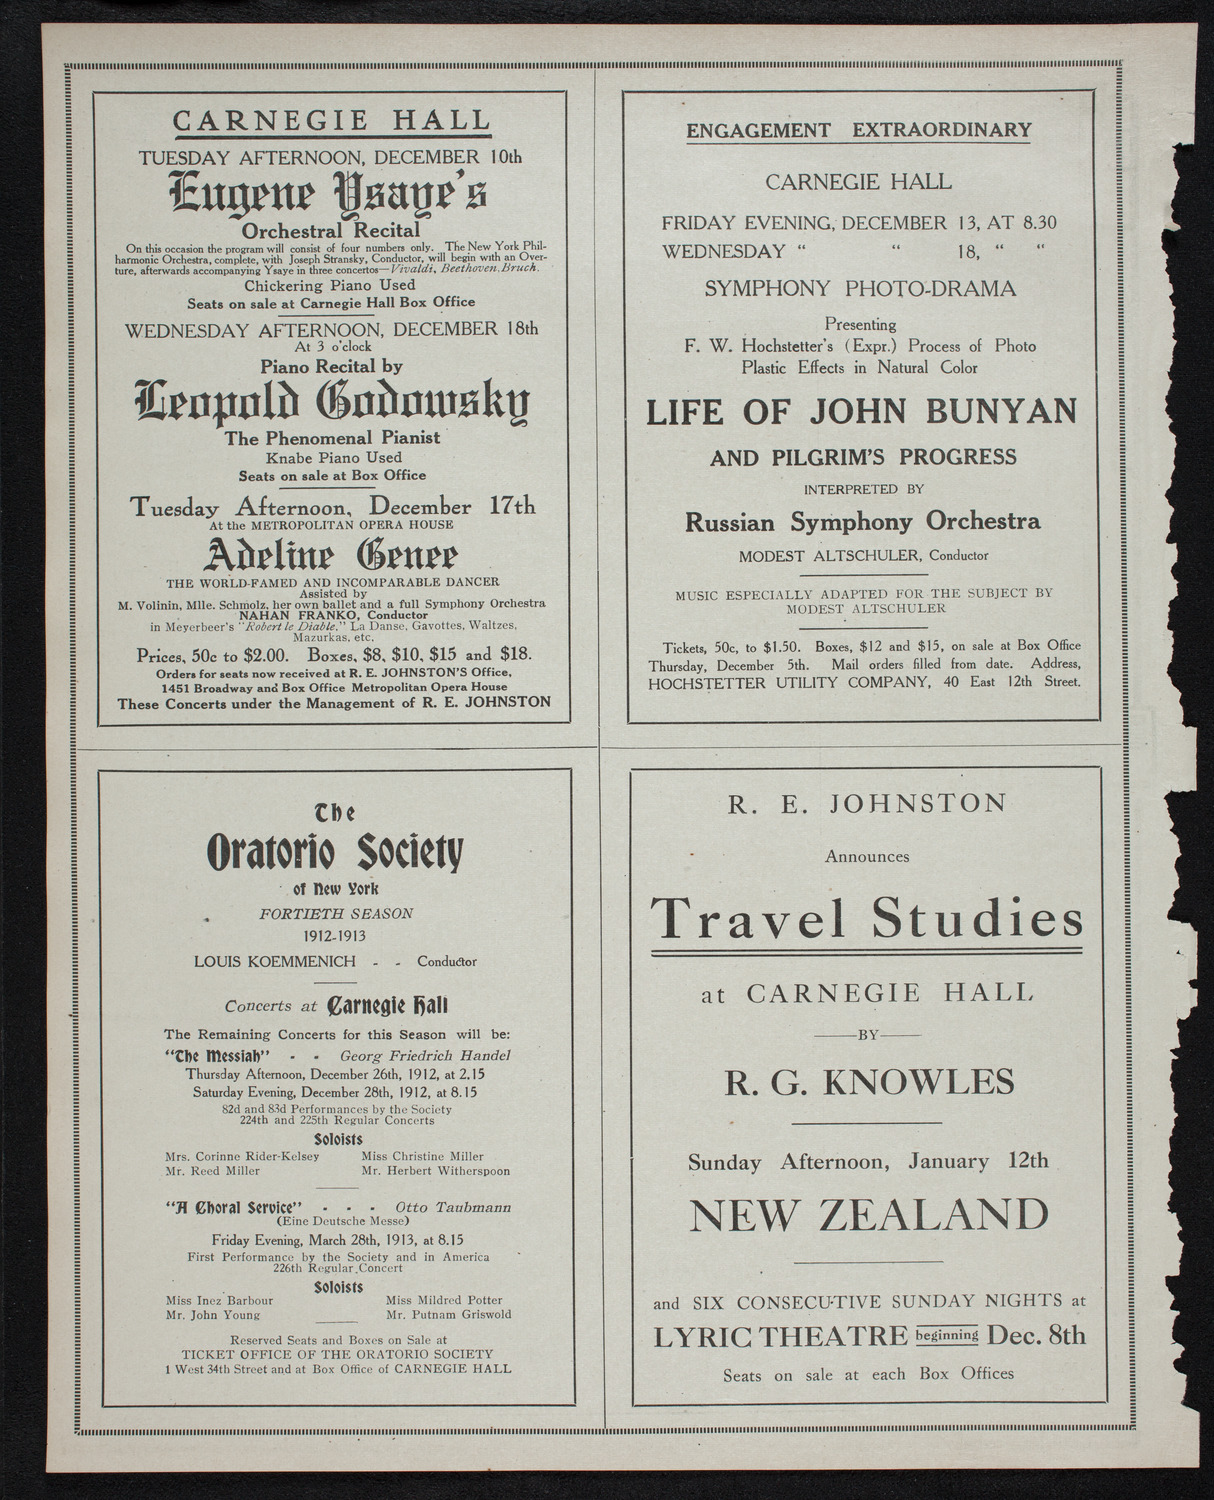 CARNEGIE HALL
TUESDAY AFTERNOON, DECEMBER 10th
Eugene Ysaye's
Orchestral Recital
On this occasion the program will consist of four numbers only. The New York Phil-
harmonic Orchestra, complete, with Joseph Stransky, Conductor, will begin with an Over-
ture, afterwards accompanying Ysaye in three concertos—Vivaldi, Beethoven, Bruch.
Chickering Piano Used
Seats on sale at Carnegie Hall Box Office
WEDNESDAY AFTERNOON, DECEMBER 18th
At 3 o'clock
Piano Recital by
Leopold Godowsky
The Phenomenal Pianist
Knabe Piano Used
Seats on sale at Box Office
Tuesday Afternoon, December 17th
At the METROPOLITAN OPERA HOUSE
Adeline Genee
THE WORLD-FAMED AND INCOMPARABLE DANCER
Assisted by
M. Volinin, Mlle. Schmolz, her own ballet and a full Symphony Orchestra
NAHAN FRANKO, Conductor
in Meyerbeer's "Robert le Diable," La Danse, Gavottes, Waltzes,
Mazurkas, etc.
Prices, 50c to $2.00. Boxes, $8, $10, $15 and $18.
Orders for seats now received at R. E. JOHNSTON'S Office,
1451 Broadway and Box Office Metropolitan Opera House
These Concerts under the Management of R. E. JOHNSTON
ENGAGEMENT EXTRAORDINARY
CARNEGIE HALL
FRIDAY EVENING, DECEMBER 13, AT 8.30
WEDNESDAY " " 18, " "
SYMPHONY PHOTO-DRAMA
Presenting
F. W. Hochstetter's (Expr.) Process of Photo
Plastic Effects in Natural Color
LIFE OF JOHN BUNYAN
AND PILGRIM'S PROGRESS
INTERPRETED BY
Russian Symphony Orchestra
MODEST ALTSCHULER, Conductor
MUSIC ESPECIALLY ADAPTED FOR THE SUBJECT BY
MODEST ALTSCHULER
Tickets, 50c, to $1.50. Boxes, $12 and $15, on sale at Box Office
Thursday, December 5th. Mail orders filled from date. Address,
HOCHSTETTER UTILITY COMPANY, 40 East 12th Street.
The
Oratorio Society
of New York
FORTIETH SEASON
1912-1913
LOUIS KOEMMENICH - - Conductor
Concerts at Carnegie Hall
The Remaining Concerts for this Season will be:
"The Messiah" - - Georg Friedrich Handel
Thursday Afternoon, December 26th, 1912, at 2.15
Saturday Evening, December 28th, 1912, at 8.15
82d and 83d Performances by the Society
224th and 225th Regular Concerts
Soloists
Mrs. Corinne Rider-Kelsey Miss Christine Miller
Mr. Reed Miller Mr. Herbert Witherspoon
"A Choral Service" - - - Otto Taubmann
(Eine Deutsche Messe)
Friday Evening, March 28th, 1913, at 8.15
First Performance by the Society and in America
226th Regular Concert
Soloists
Miss Inez Barbour Miss Mildred Potter
Mr. John Young Mr. Putnam Griswold
Reserved Seats and Boxes on Sale at
TICKET OFFICE OF THE ORATORIO SOCIETY
1 West 34th Street and at Box Office of CARNEGIE HALL
R. E. JOHNSTON
Announces
Travel Studies
at CARNEGIE HALL
BY
R. G. KNOWLES
Sunday Afternoon, January 12th
NEW ZEALAND
and SIX CONSECUTIVE SUNDAY NIGHTS at
LYRIC THEATRE beginning Dec. 8th
Seats on sale at each Box Offices